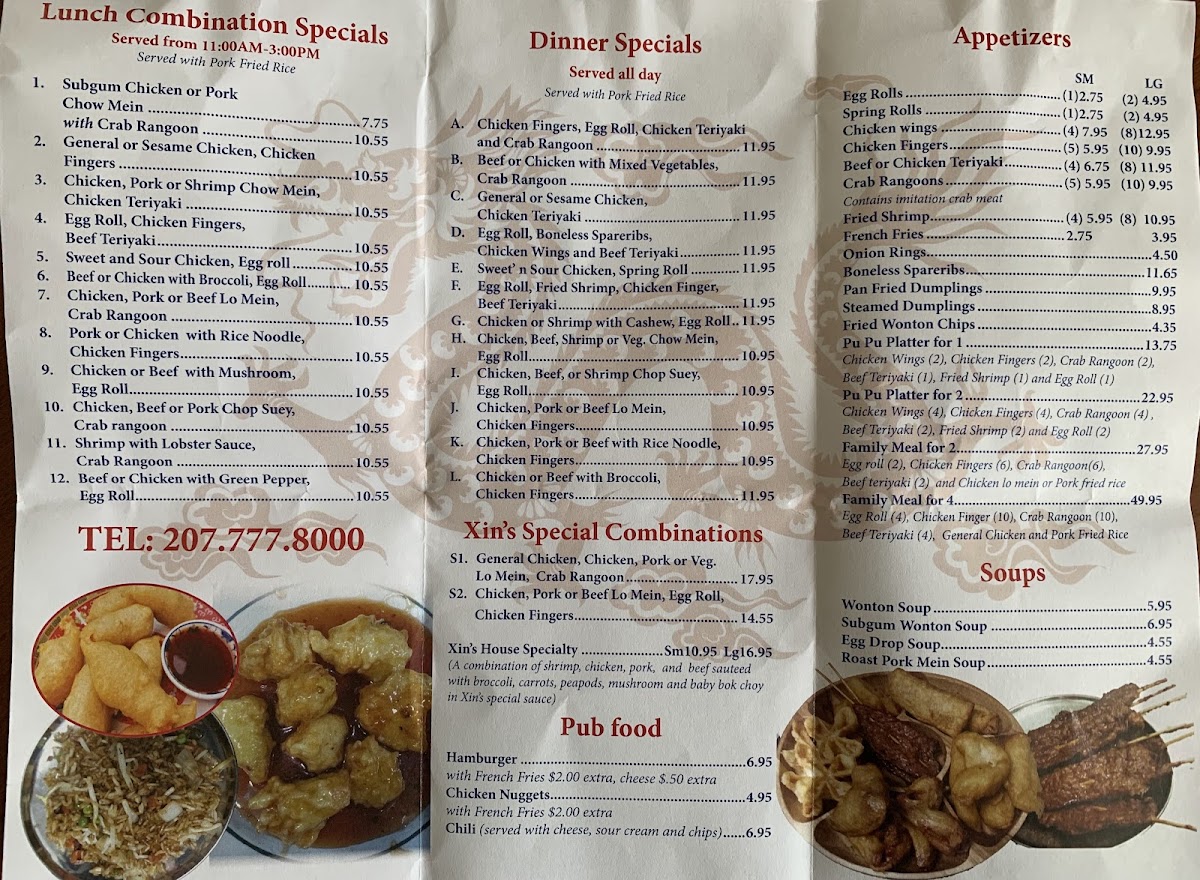 Lunch Combination Specials
Served from 11:00AM-3:00PM
Served with Pork Fried Rice
1. Subgum Chicken or Pork
Chow Mein ........ 7.75
with Crab Rangoon ........ 10.55
2. General or Sesame Chicken, Chicken
Fingers ........ 10.55
3. Chicken, Pork or Shrimp Chow Mein,
Chicken Teriyaki ........ 10.55
4. Egg Roll, Chicken Fingers,
Beef Teriyaki ........ 10.55
5. Sweet and Sour Chicken, Egg roll ........ 10.55
6. Beef or Chicken with Broccoli, Egg Roll ........ 10.55
7. Chicken, Pork or Beef Lo Mein,
Crab Rangoon ........ 10.55
8. Pork or Chicken with Rice Noodle,
Chicken Fingers ........ 10.55
9. Chicken or Beef with Mushroom,
Egg Roll ........ 10.55
10. Chicken, Beef or Pork Chop Suey,
Crab rangoon ........ 10.55
11. Shrimp with Lobster Sauce,
Crab Rangoon ........ 10.55
12. Beef or Chicken with Green Pepper,
Egg Roll ........ 10.55
TEL: 207.777.8000
Dinner Specials
Served all day
Served with Pork Fried Rice
A. Chicken Fingers, Egg Roll, Chicken Teriyaki
and Crab Rangoon ........ 11.95
B. Beef or Chicken with Mixed Vegetables,
Crab Rangoon ........ 11.95
C. General or Sesame Chicken,
Chicken Teriyaki ........ 11.95
D. Egg Roll, Boneless Spareribs,
Chicken Wings and Beef Teriyaki ........ 11.95
E. Sweet' n Sour Chicken, Spring Roll ........ 11.95
F. Egg Roll, Fried Shrimp, Chicken Finger,
Beef Teriyaki ........ 11.95
G. Chicken or Shrimp with Cashew, Egg Roll .. 11.95
H. Chicken, Beef, Shrimp or Veg. Chow Mein,
Egg Roll ........ 10.95
I. Chicken, Beef, or Shrimp Chop Suey,
Egg Roll ........ 10.95
J. Chicken, Pork or Beef Lo Mein,
Chicken Fingers ........ 10.95
K. Chicken, Pork or Beef with Rice Noodle,
Chicken Fingers ........ 10.95
L. Chicken or Beef with Broccoli,
Chicken Fingers ........ 11.95
Xin's Special Combinations
S1. General Chicken, Chicken, Pork or Veg.
Lo Mein, Crab Rangoon ........ 17.95
S2. Chicken, Pork or Beef Lo Mein, Egg Roll,
Chicken Fingers ........ 14.55
Xin's House Specialty ........ Sm10.95 Lg16.95
(A combination of shrimp, chicken, pork, and beef sauteed
with broccoli, carrots, peapods, mushroom and baby bok choy
in Xin's special sauce)
Pub food
Hamburger ........ 6.95
with French Fries $2.00 extra, cheese $.50 extra
Chicken Nuggets ........ 4.95
with French Fries $2.00 extra
Chili (served with cheese, sour cream and chips) ...... 6.95
Appetizers
SM LG
Egg Rolls ........ (1)2.75 (2) 4.95
Spring Rolls ........ (1)2.75 (2) 4.95
Chicken wings ........ (4) 7.95 (8)12.95
Chicken Fingers ........ (5) 5.95 (10) 9.95
Beef or Chicken Teriyaki ........ (4) 6.75 (8) 11.95
Crab Rangoons ........ (5) 5.95 (10) 9.95
Contains imitation crab meat
Fried Shrimp ........ (4) 5.95 (8) 10.95
French Fries ........ 2.75 3.95
Onion Rings ........ 4.50
Boneless Spareribs ........ 11.65
Pan Fried Dumplings ........ 9.95
Steamed Dumplings ........ 8.95
Fried Wonton Chips ........ 4.35
Pu Pu Platter for 1 ........ 13.75
Chicken Wings (2), Chicken Fingers (2), Crab Rangoon (2),
Beef Teriyaki (1), Fried Shrimp (1) and Egg Roll (1)
Pu Pu Platter for 2 ........ 22.95
Chicken Wings (4), Chicken Fingers (4), Crab Rangoon (4) ,
Beef Teriyaki (2), Fried Shrimp (2) and Egg Roll (2)
Family Meal for 2 ........ 27.95
Egg roll (2), Chicken Fingers (6), Crab Rangoon(6),
Beef teriyaki (2) and Chicken lo mein or Pork fried rice
Family Meal for 4 ........ 49.95
Egg Roll (4), Chicken Finger (10), Crab Rangoon (10),
Beef Teriyaki (4), General Chicken and Pork Fried Rice
Soups
Wonton Soup ........ 5.95
Subgum Wonton Soup ........ 6.95
Egg Drop Soup ........ 4.55
Roast Pork Mein Soup ........ 4.55